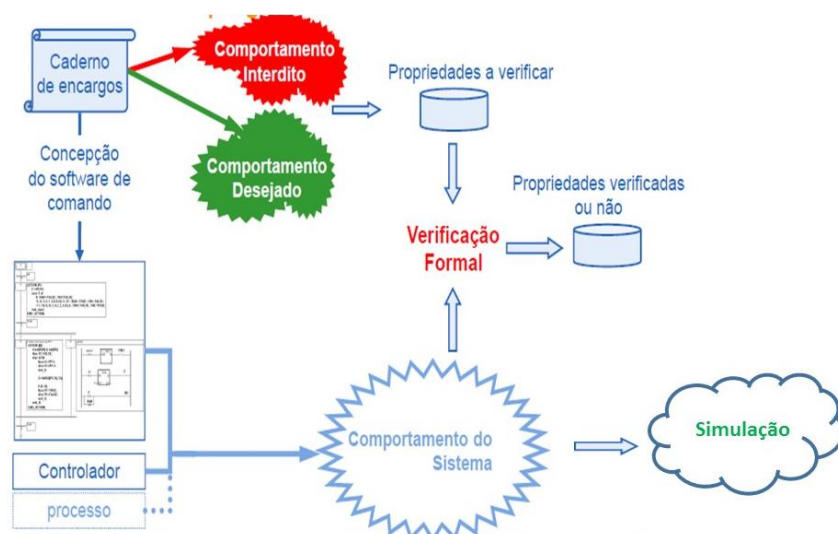 Caderno
de encargos
Comportamento
Interdito
Propriedades a verificar
Comportamento
Desejado
Concepção
do software de
comando
Propriedades verificadas
ou não
Verificação
Formal
Comportamento do
Sistema
Simulação
Controlador
processo